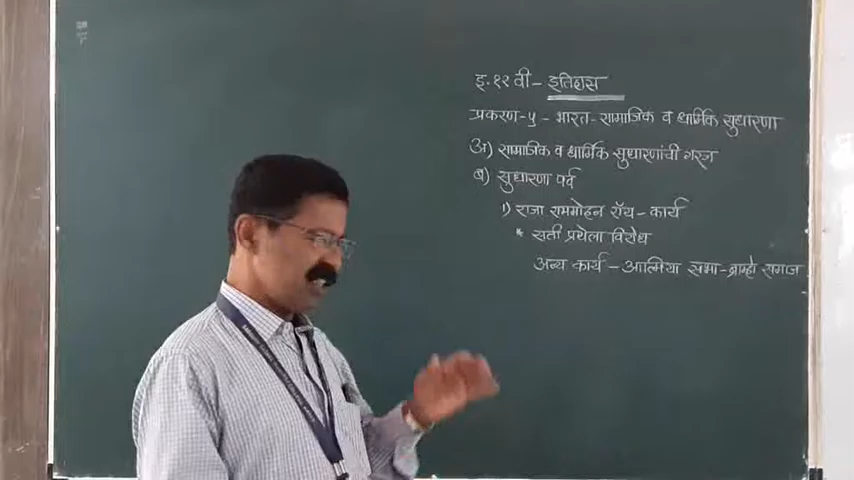 इ.१२ वी - इतिहास
प्रकरण-५ - भारत- सामाजिक व धार्मिक सुधारणा
अ) सामाजिक व धार्मिक सुधारणांची गरज
ब) सुधारणा पर्व
१) राजा राममोहन रॉय - कार्य
* सती प्रथेला विरोध
अन्य कार्य - आत्मिया सभा - ब्राम्हो समाज